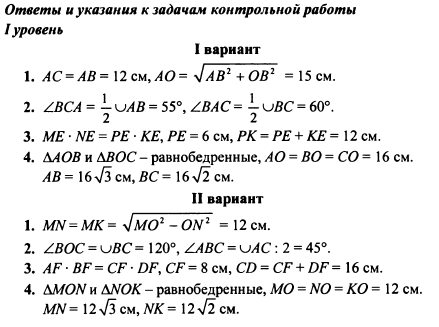 Ответы и указания к задачам контрольной работы
I уровень
I вариант
1. AC = AB = 12 см, AO = √(AB² + OB²) = 15 см.
2. ∠BCA = 1/2 ∪AB = 55°, ∠BAC = 1/2 ∪BC = 60°.
3. ME · NE = PE · KE, PE = 6 см, PK = PE + KE = 12 см.
4. ΔAOB и ΔBOC – равнобедренные, AO = BO = CO = 16 см.
AB = 16√3 см, BC = 16√2 см.
II вариант
1. MN = MK = √(MO² – ON²) = 12 см.
2. ∠BOC = ∪BC = 120°, ∠ABC = ∪AC : 2 = 45°.
3. AF · BF = CF · DF, CF = 8 см, CD = CF + DF = 16 см.
4. ΔMON и ΔNOK – равнобедренные, MO = NO = KO = 12 см.
MN = 12√3 см, NK = 12√2 см.